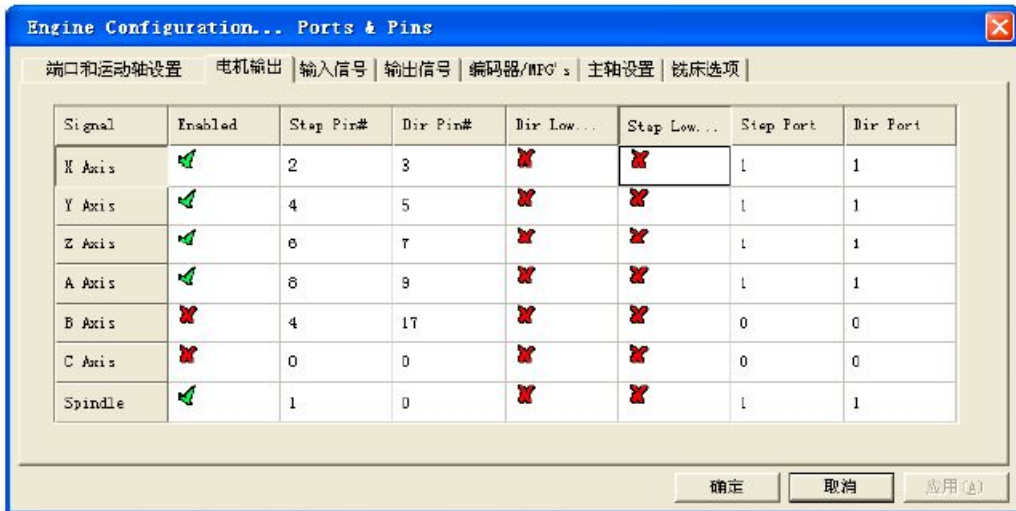 Engine Configuration... Ports & Pins
端口和运动轴设置 电机输出 输入信号 输出信号 编码器/MPG's 主轴设置 铣床选项
Signal Enabled Step Pin# Dir Pin# Dir Low... Step Low... Step Port Dir Port
X Axis 2 3 1 1
Y Axis 4 5 1 1
Z Axis 6 7 1 1
A Axis 8 9 1 1
B Axis 4 17 0 0
C Axis 0 0 0 0
Spindle 1 0 1 1
确定 取消 应用(A)